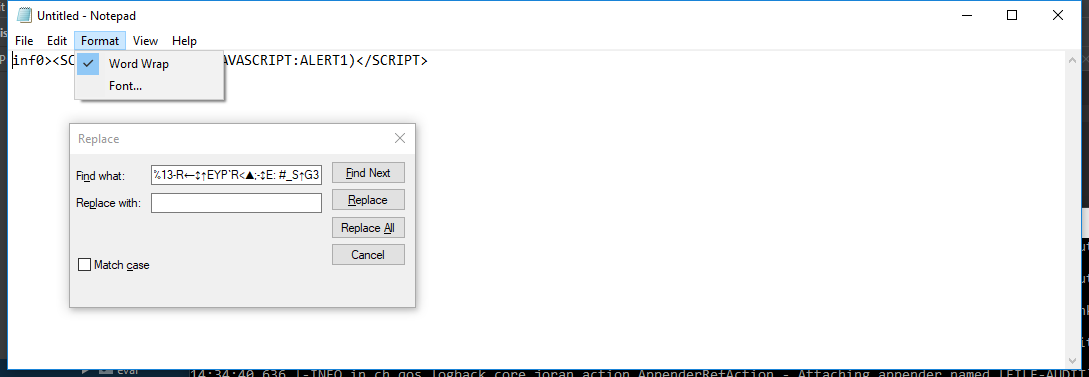 Untitled - Notepad
File Edit Format View Help
inf0><SC AVASCRIPT:ALERT1)</SCRIPT>
Word Wrap
Font...
Replace
Find what: %13-R←↕↑EYP`R<▲;-↕E: #_S↑G3
Find Next
Replace with:
Replace
Replace All
Cancel
Match case
eval
14:34:40,636 |-INFO in ch.qos.logback.core.joran.action.AppenderRefAction - Attaching appender named [FILE-AUDIT